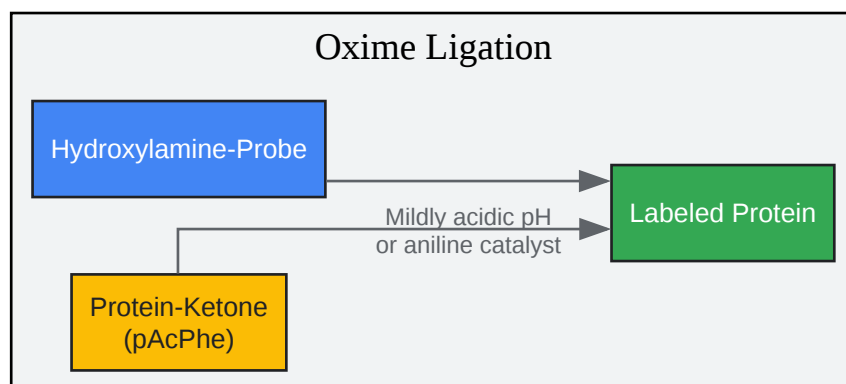 Oxime Ligation
Hydroxylamine-Probe
Labeled Protein
Mildly acidic pH
or aniline catalyst
Protein-Ketone
(pAcPhe)